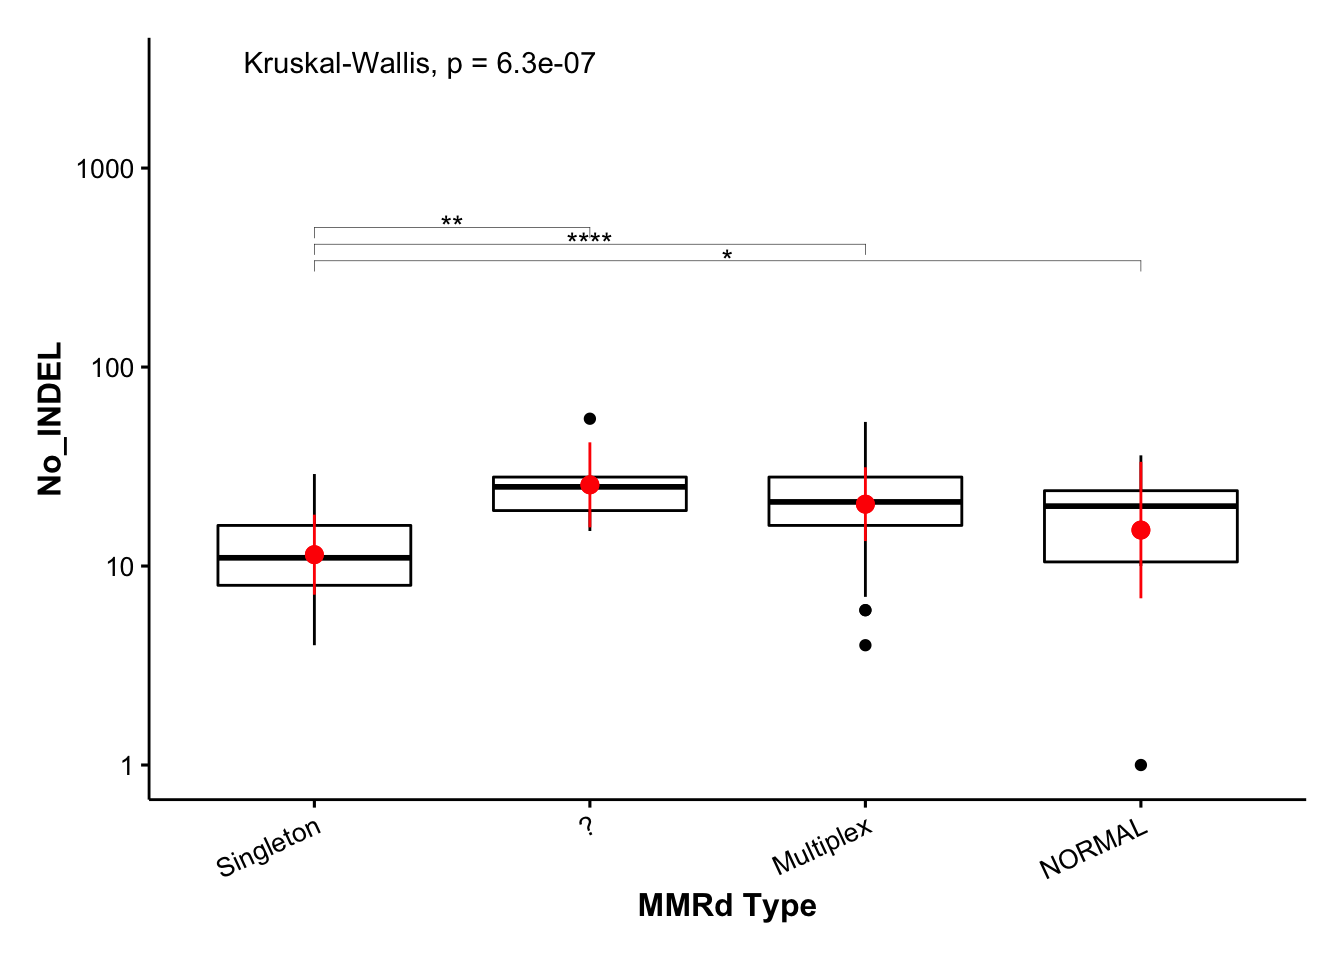 Kruskal-Wallis, p = 6.3e-07
1000
**
****
*
100
No_INDEL
10
1
Singleton
?
Multiplex
NORMAL
MMRd Type